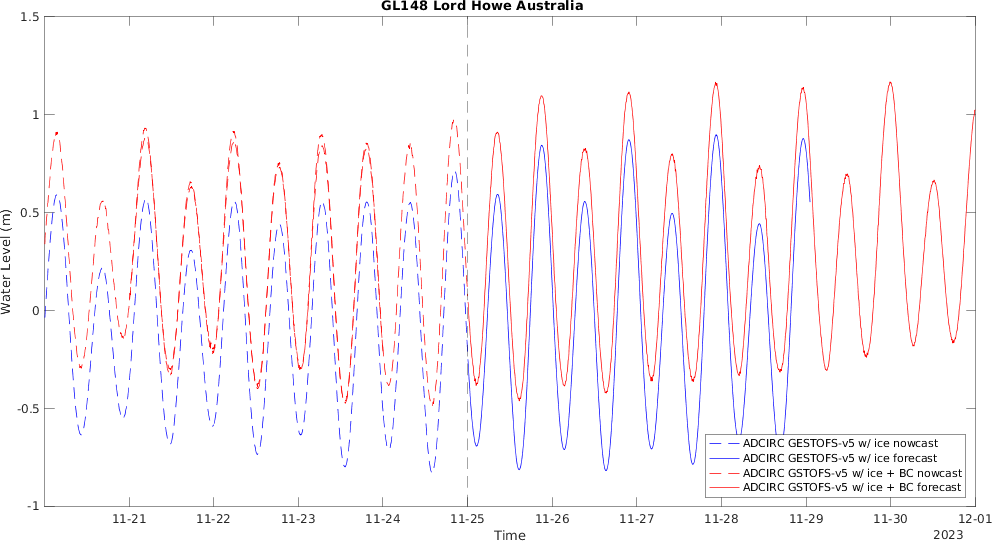 GL148 Lord Howe Australia
1.5
1
0.5
0
-0.5
-1
Water Level (m)
11-21
11-22
11-23
11-24
11-25
11-26
11-27
11-28
11-29
11-30
12-01
Time
2023
ADCIRC GESTOFS-v5 w/ ice nowcast
ADCIRC GESTOFS-v5 w/ ice forecast
ADCIRC GSTOFS-v5 w/ ice + BC nowcast
ADCIRC GSTOFS-v5 w/ ice + BC forecast